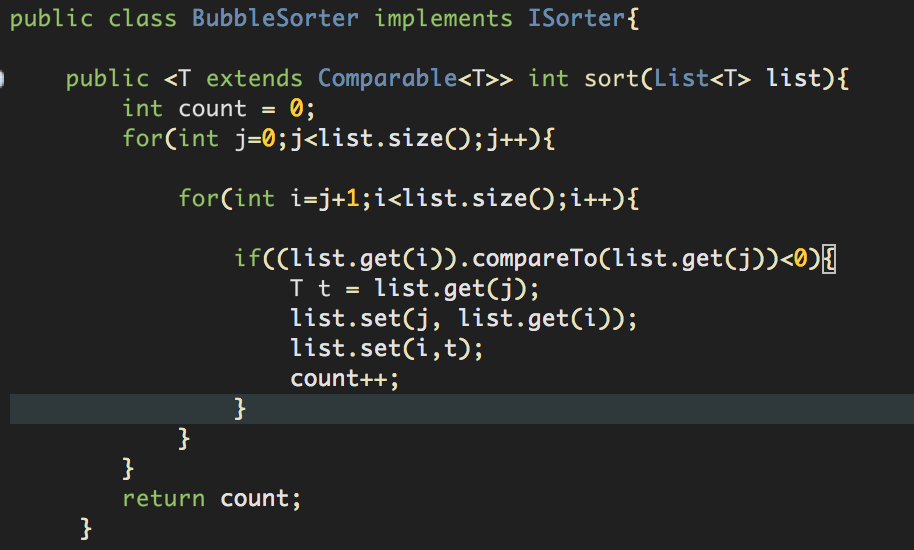 public class BubbleSorter implements ISorter{
public <T extends Comparable<T>> int sort(List<T> list){
int count = 0;
for(int j=0;j<list.size();j++){
for(int i=j+1;i<list.size();i++){
if((list.get(i)).compareTo(list.get(j))<0){
T t = list.get(j);
list.set(j, list.get(i));
list.set(i,t);
count++;
}
}
}
return count;
}